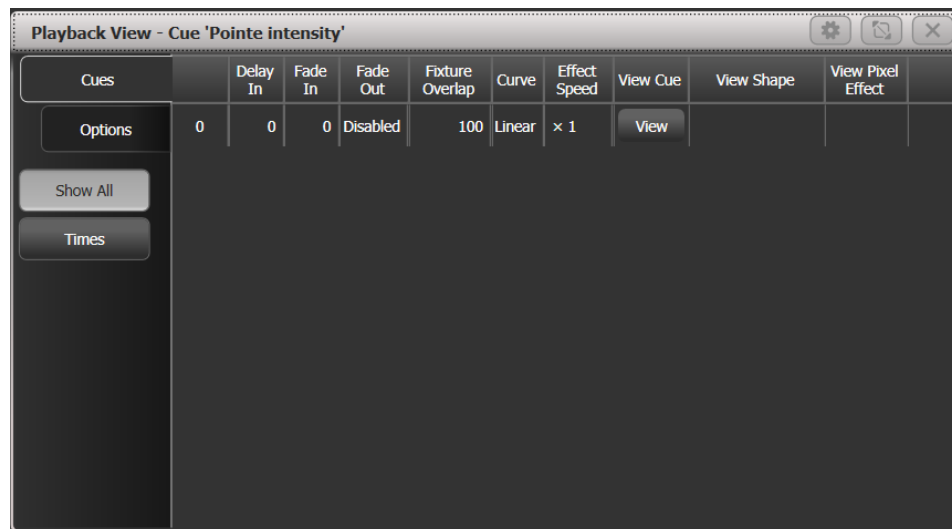 Playback View - Cue 'Pointe intensity'
Cues
Options
Show All
Times
Delay In
Fade In
Fade Out
Fixture Overlap
Curve
Effect Speed
View Cue
View Shape
View Pixel Effect
0 0 0 Disabled 100 Linear × 1 View